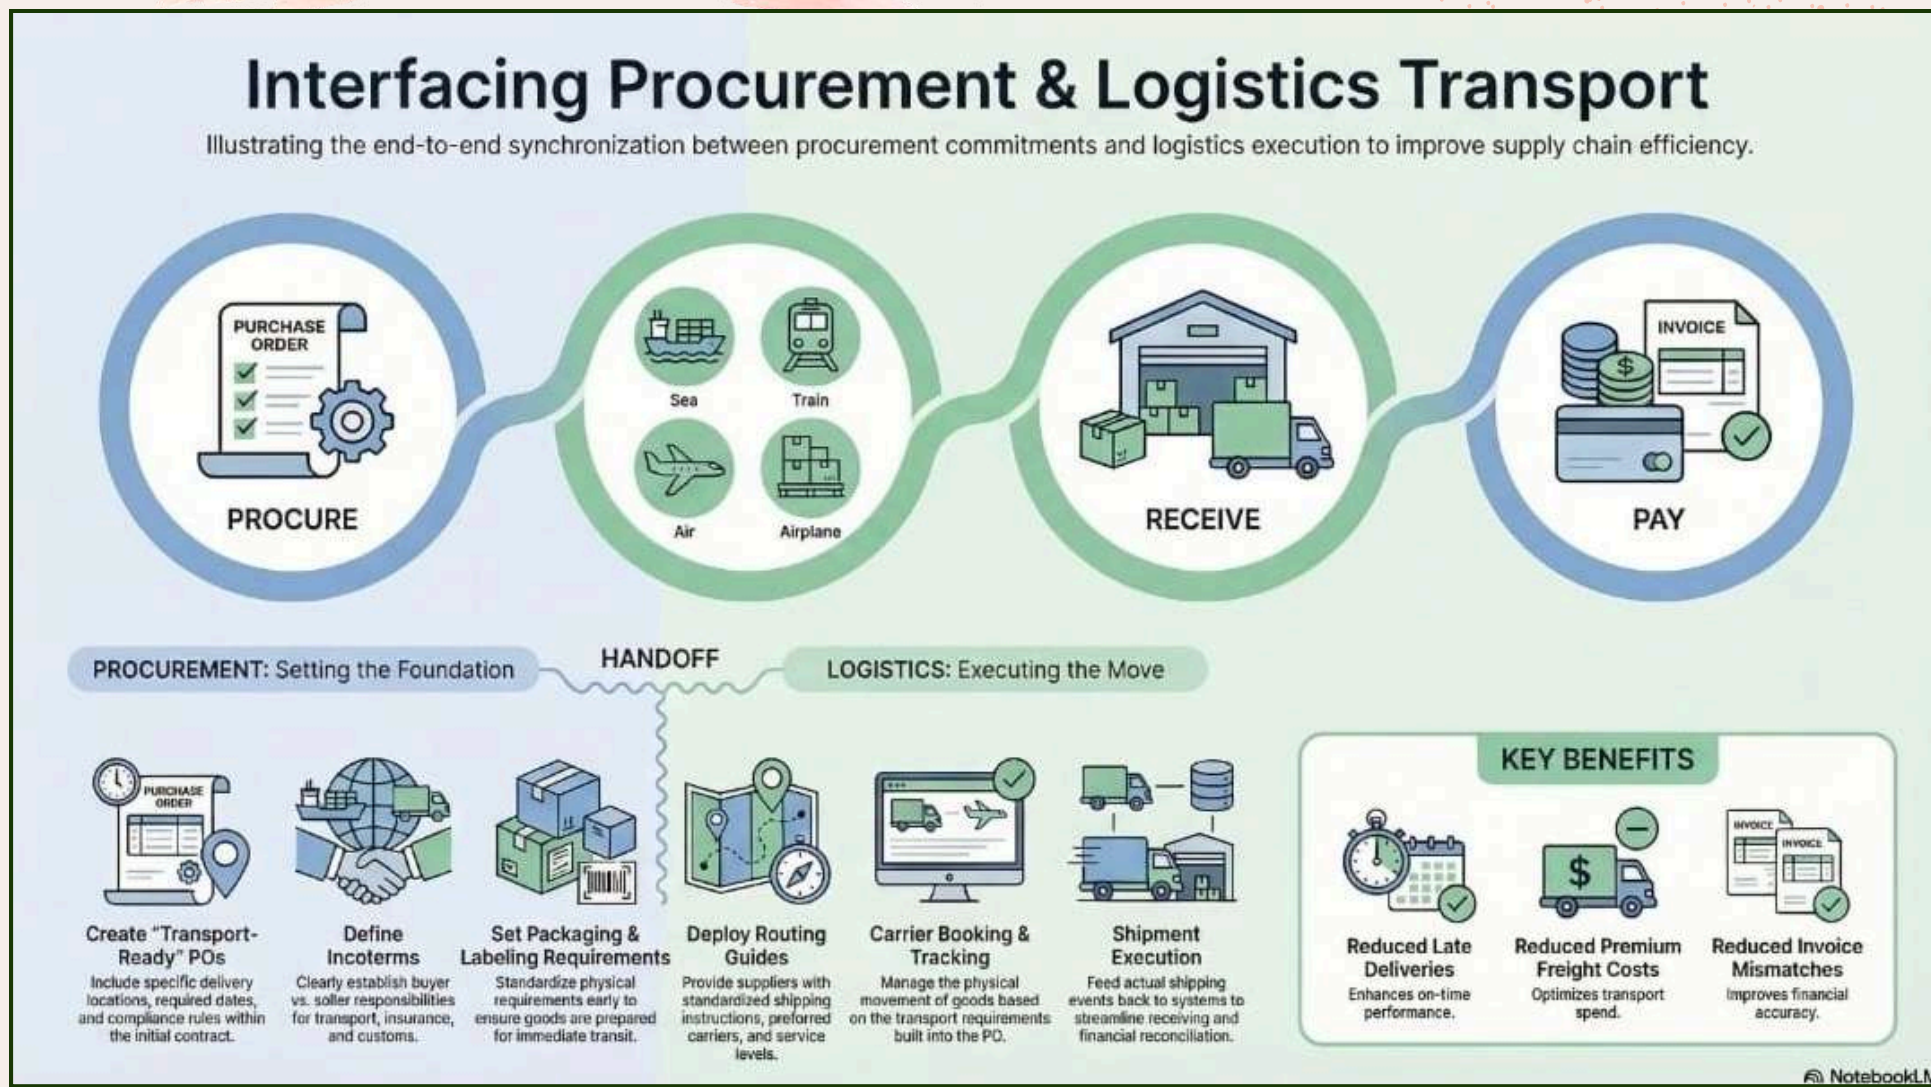 Interfacing Procurement & Logistics Transport
Illustrating the end-to-end synchronization between procurement commitments and logistics execution to improve supply chain efficiency.
PURCHASE
ORDER
PROCURE
Sea
Train
Air
Airplane
RECEIVE
INVOICE
$
PAY
PROCUREMENT: Setting the Foundation
HANDOFF
LOGISTICS: Executing the Move
PURCHASE
ORDER
Create "Transport-
Ready" POs
Include specific delivery
locations, required dates,
and compliance rules within
the initial contract.
Define
Incoterms
Clearly establish buyer
vs. soller responsibilities
for transport, insurance,
and customs.
Set Packaging &
Labeling Requirements
Standardize physical
requirements early to
ensure goods are prepared
for immediate transit.
Deploy Routing
Guides
Provide suppliers with
standardized shipping
instructions, preferred
carriers, and service
levels.
Carrier Booking &
Tracking
Manage the physical
movement of goods based
on the transport requirements
built into the PO.
Shipment
Execution
Feed actual shipping
events back to systems to
streamline receiving and
financial reconciliation.
KEY BENEFITS
Reduced Late
Deliveries
Enhances on-time
performance.
$
Reduced Premium
Freight Costs
Optimizes transport
spend.
INVOICE
INVOICE
Reduced Invoice
Mismatches
Improves financial
accuracy.
NotebookLM